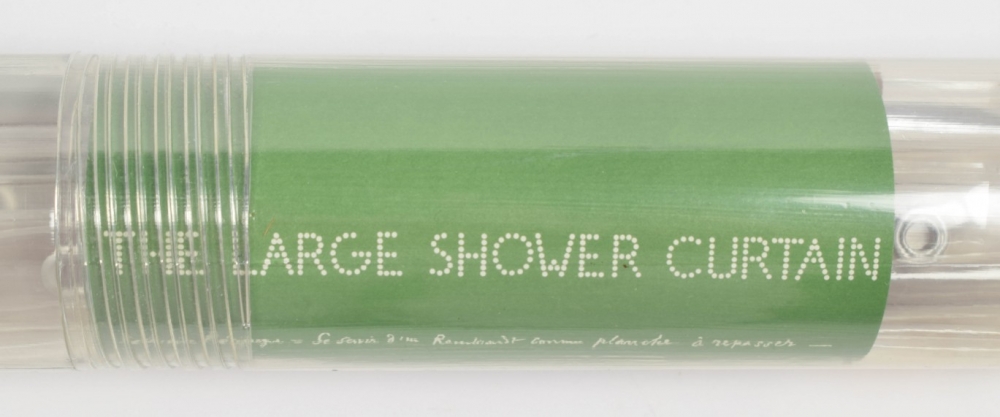 THE LARGE SHOWER CURTAIN
= Se servir d'un Rembrandt comme planche à repasser —